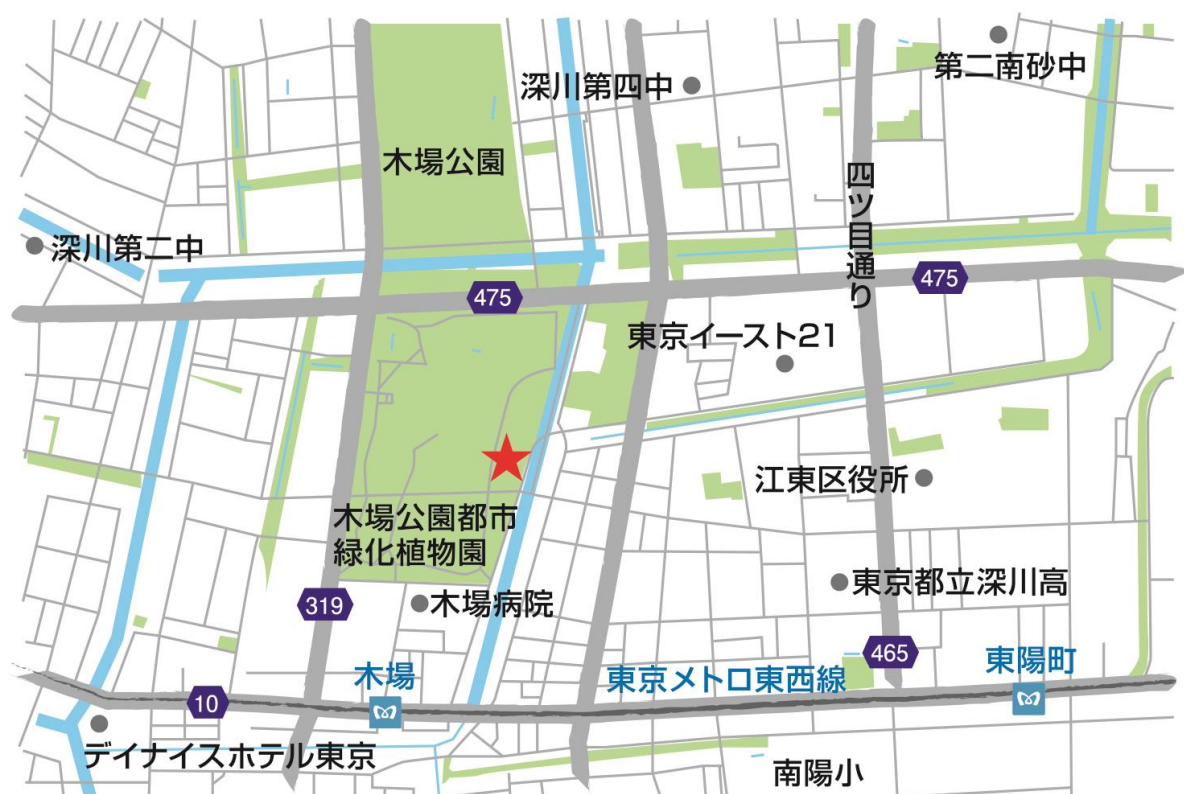 第二南砂中
深川第四中
木場公園
四ツ目通り
深川第二中
475
475
東京イースト21
江東区役所
木場公園都市
緑化植物園
東京都立深川高
319
木場病院
465
東陽町
木場
東京メトロ東西線
10
デイナイスホテル東京
南陽小